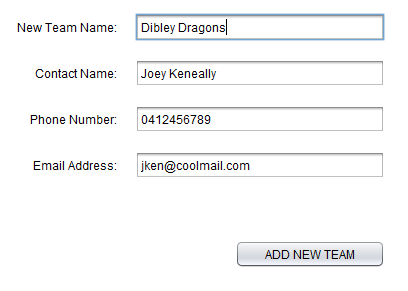 New Team Name: Dibley Dragons
Contact Name: Joey Keneally
Phone Number: 0412456789
Email Address: jken@coolmail.com
ADD NEW TEAM